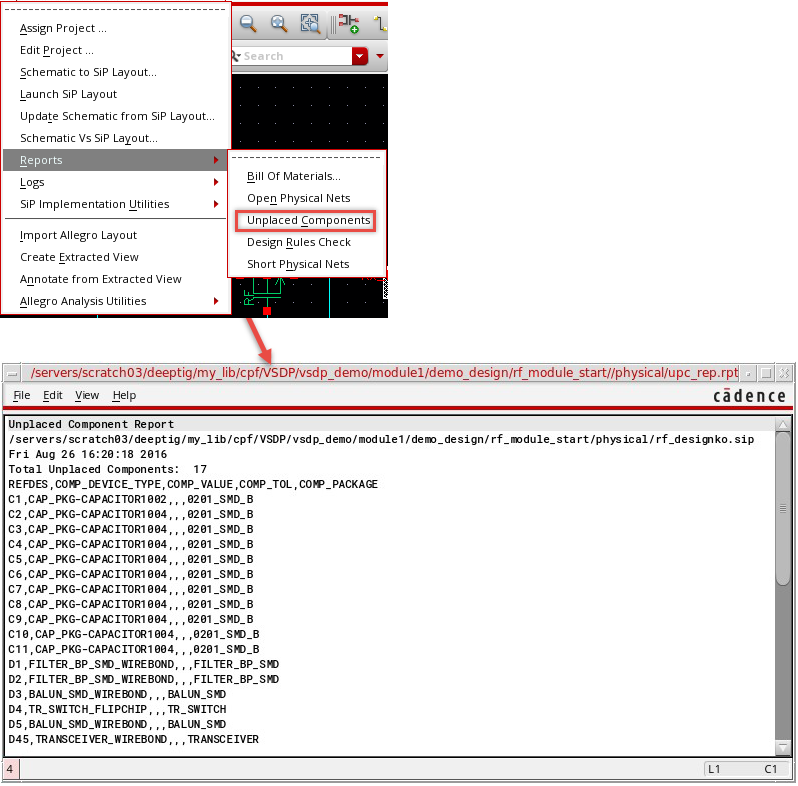 Assign Project ...
Edit Project ...
Schematic to SiP Layout...
Launch SiP Layout
Update Schematic from SiP Layout...
Schematic Vs SiP Layout...
Reports
Logs
SiP Implementation Utilities
Import Allegro Layout
Create Extracted View
Annotate from Extracted View
Allegro Analysis Utilities
Search
Bill Of Materials...
Open Physical Nets
Unplaced Components
Design Rules Check
Short Physical Nets
RF
/servers/scratch03/deeptig/my_lib/cpf/VSDP/vsdp_demo/module1/demo_design/rf_module_start//physical/upc_rep.rpt
File Edit View Help
cādence
Unplaced Component Report
/servers/scratch03/deeptig/my_lib/cpf/VSDP/vsdp_demo/module1/demo_design/rf_module_start/physical/rf_designko.sip
Fri Aug 26 16:20:18 2016
Total Unplaced Components:  17
REFDES,COMP_DEVICE_TYPE,COMP_VALUE,COMP_TOL,COMP_PACKAGE
C1,CAP_PKG-CAPACITOR1002,,,0201_SMD_B
C2,CAP_PKG-CAPACITOR1004,,,0201_SMD_B
C3,CAP_PKG-CAPACITOR1004,,,0201_SMD_B
C4,CAP_PKG-CAPACITOR1004,,,0201_SMD_B
C5,CAP_PKG-CAPACITOR1004,,,0201_SMD_B
C6,CAP_PKG-CAPACITOR1004,,,0201_SMD_B
C7,CAP_PKG-CAPACITOR1004,,,0201_SMD_B
C8,CAP_PKG-CAPACITOR1004,,,0201_SMD_B
C9,CAP_PKG-CAPACITOR1004,,,0201_SMD_B
C10,CAP_PKG-CAPACITOR1004,,,0201_SMD_B
C11,CAP_PKG-CAPACITOR1004,,,0201_SMD_B
D1,FILTER_BP_SMD_WIREBOND,,,FILTER_BP_SMD
D2,FILTER_BP_SMD_WIREBOND,,,FILTER_BP_SMD
D3,BALUN_SMD_WIREBOND,,,BALUN_SMD
D4,TR_SWITCH_FLIPCHIP,,,TR_SWITCH
D5,BALUN_SMD_WIREBOND,,,BALUN_SMD
D45,TRANSCEIVER_WIREBOND,,,TRANSCEIVER
4 L1 C1